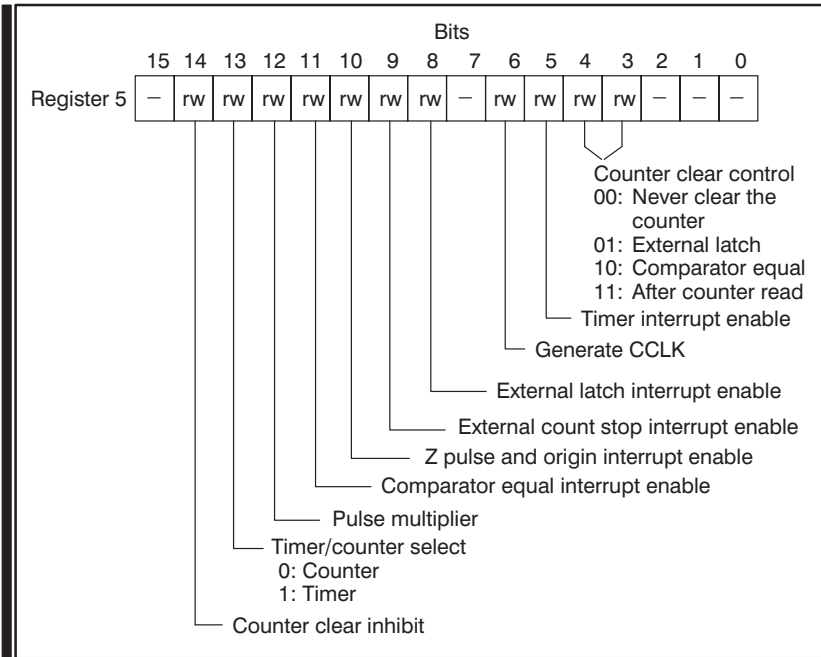 Bits
15 14 13 12 11 10 9 8 7 6 5 4 3 2 1 0
Register 5 – rw rw rw rw rw rw rw – rw rw rw rw – – –
Counter clear control
00: Never clear the
counter
01: External latch
10: Comparator equal
11: After counter read
Timer interrupt enable
Generate CCLK
External latch interrupt enable
External count stop interrupt enable
Z pulse and origin interrupt enable
Comparator equal interrupt enable
Pulse multiplier
Timer/counter select
0: Counter
1: Timer
Counter clear inhibit